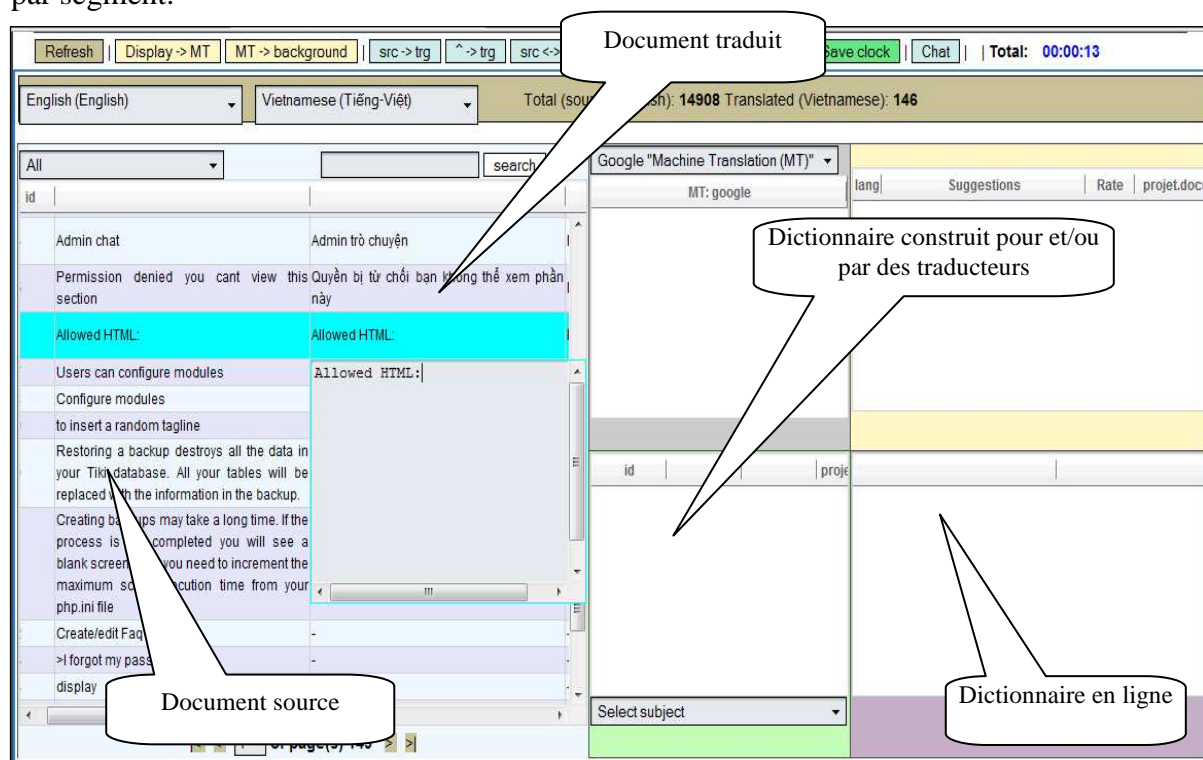 par segment.
Document traduit
Refresh | Display -> MT MT -> background | src -> trg ^ -> trg src <-> Save clock | Chat | | Total: 00:00:13
English (English) Vietnamese (Tiếng-Việt) Total 14908 Translated (Vietnamese): 146
All search Google "Machine Translation (MT)"
id MT: google lang Suggestions Rate
Admin chat Admin trò chuyện
Dictionnaire construit pour et/ou
par des traducteurs
Permission denied you cant view this Quyền bị từ chối bạn không thể xem phần
section này
Allowed HTML: Allowed HTML:
Users can configure modules Allowed HTML:
Configure modules
to insert a random tagline
Restoring a backup destroys all the data in
your Tiki database. All your tables will be
replaced with the information in the backup.
id
Creating backups may take a long time. If the
process is completed you will see a
blank screen you need to increment the
maximum execution time from your
php.ini file
Create/edit Faq -
>I forgot my pass -
display
Document source
Dictionnaire en ligne
Select subject